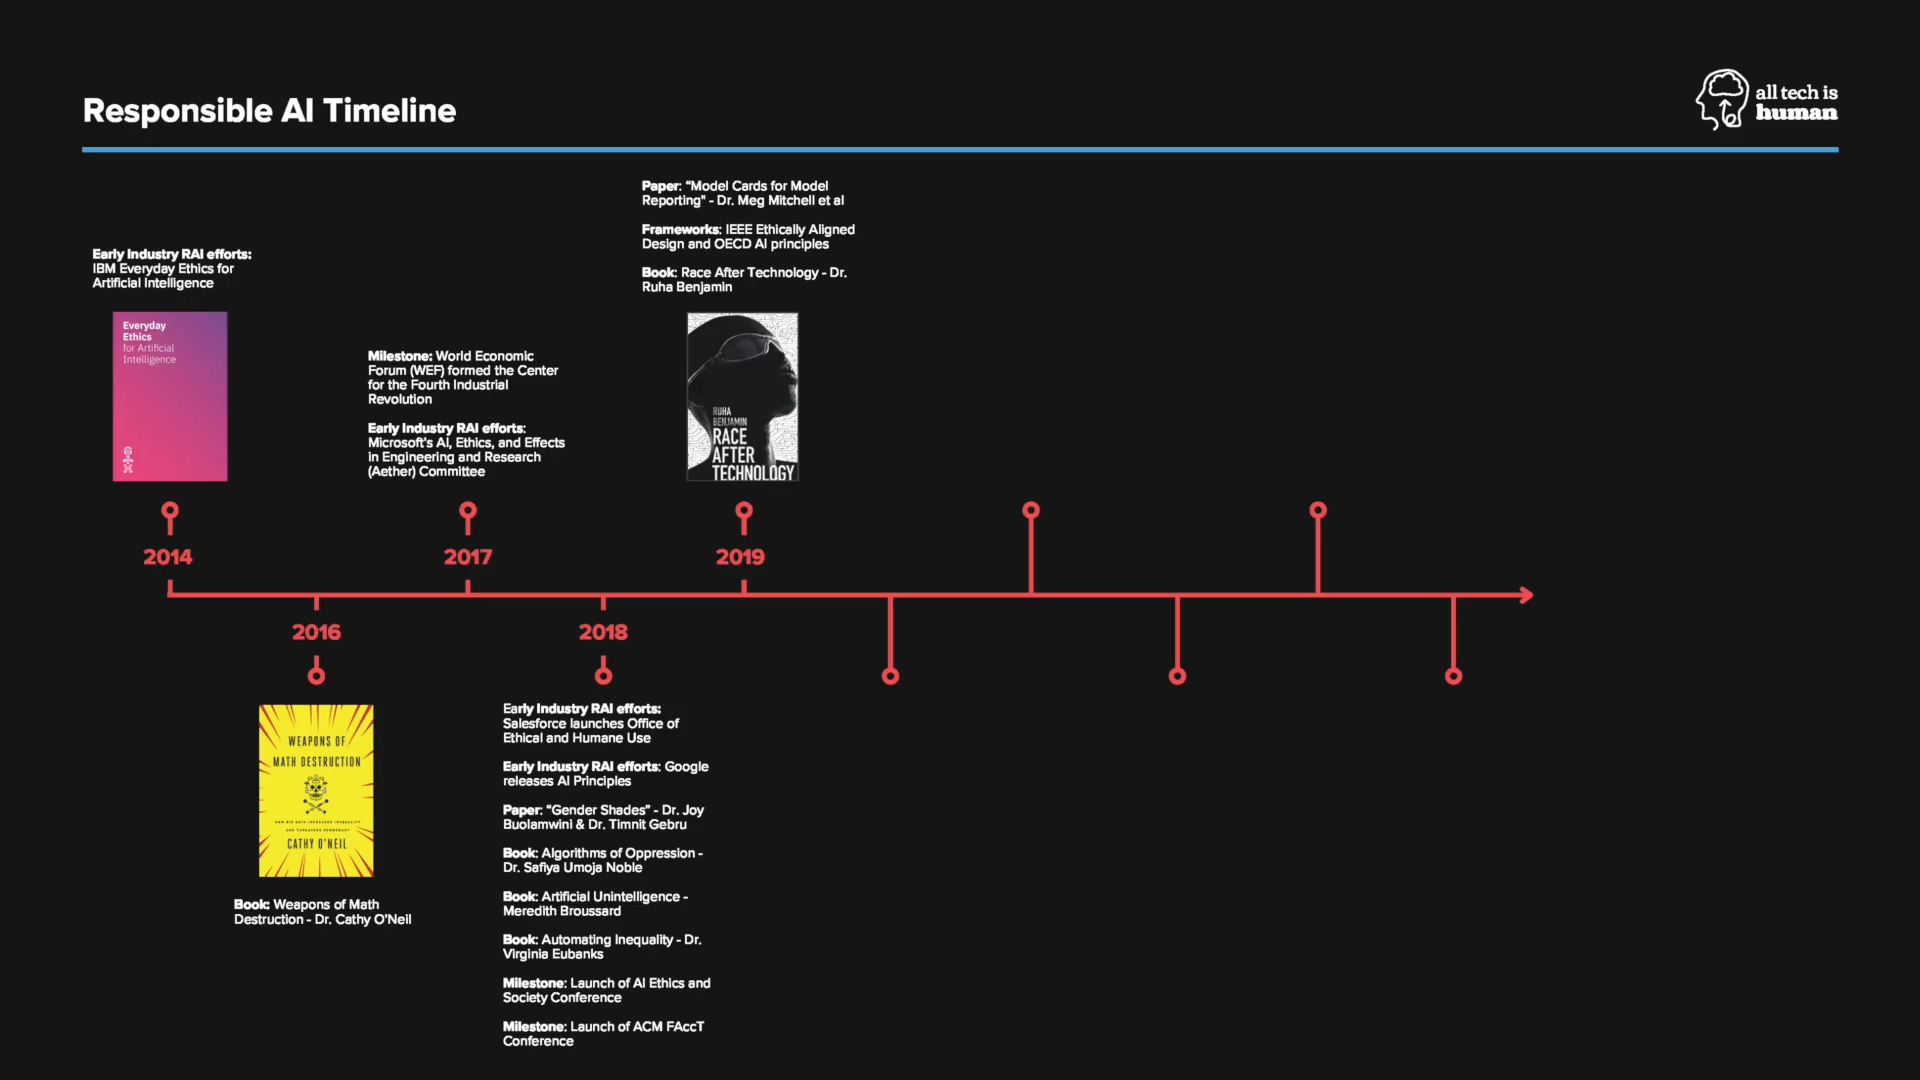 Responsible AI Timeline
all tech is
human
Early Industry RAI efforts:
IBM Everyday Ethics for
Artificial Intelligence
Everyday
Ethics
for Artificial
Intelligence
2014
WEAPONS OF
MATH DESTRUCTION
HOW BIG DATA INCREASES INEQUALITY
AND THREATENS DEMOCRACY
CATHY O'NEIL
Book: Weapons of Math
Destruction - Dr. Cathy O'Neil
2016
Milestone: World Economic
Forum (WEF) formed the Center
for the Fourth Industrial
Revolution
Early Industry RAI efforts:
Microsoft's AI, Ethics, and Effects
in Engineering and Research
(Aether) Committee
2017
2018
Early Industry RAI efforts:
Salesforce launches Office of
Ethical and Humane Use
Early Industry RAI efforts: Google
releases AI Principles
Paper: “Gender Shades” - Dr. Joy
Buolamwini & Dr. Timnit Gebru
Book: Algorithms of Oppression -
Dr. Safiya Umoja Noble
Book: Artificial Unintelligence -
Meredith Broussard
Book: Automating Inequality - Dr.
Virginia Eubanks
Milestone: Launch of AI Ethics and
Society Conference
Milestone: Launch of ACM FAccT
Conference
Paper: “Model Cards for Model
Reporting" - Dr. Meg Mitchell et al
Frameworks: IEEE Ethically Aligned
Design and OECD AI principles
Book: Race After Technology - Dr.
Ruha Benjamin
RUHA
BENJAMIN
RACE
AFTER
TECHNOLOGY
2019